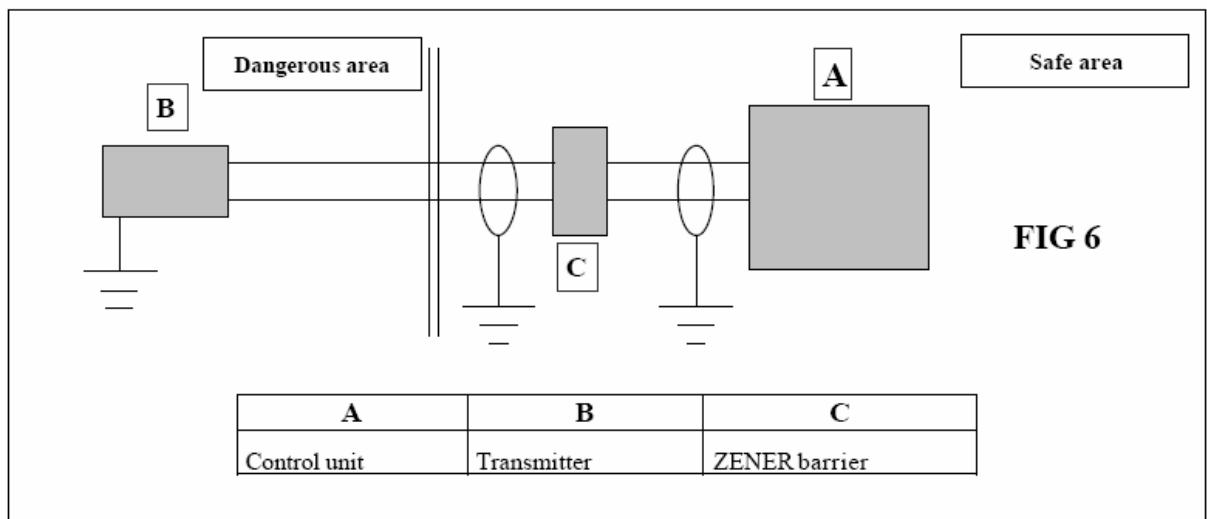 Dangerous area
A
Safe area
B
C
FIG 6
A B C
Control unit Transmitter ZENER barrier